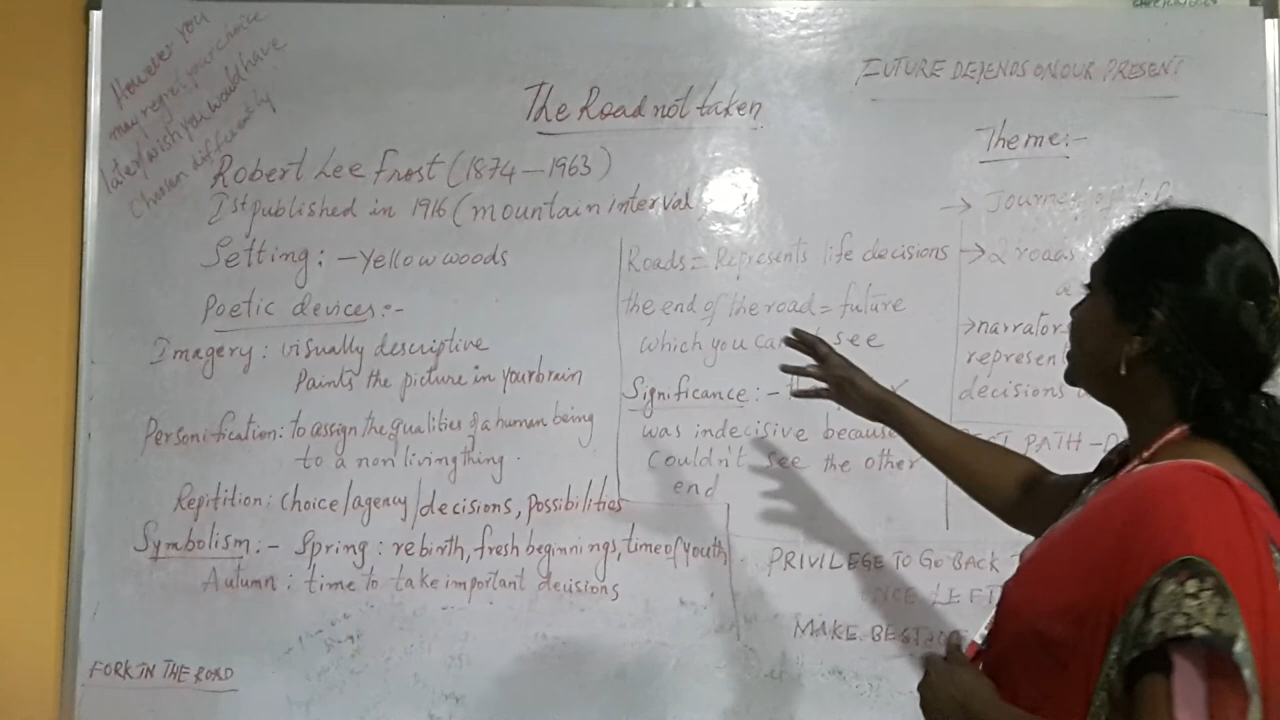 However you
may regret your choice
later/wish you would have
chosen differently
FUTURE DEPENDS ON OUR PRESENT
The Road not taken
Robert Lee Frost (1874-1963)
Ist published in 1916 (mountain interval
Setting: - Yellow woods
Poetic devices:-
Imagery: visually descriptive
Paints the picture in your brain
Personification: to assign the qualities of a human being
to a non living thing.
Repitition: choice/agency/decisions, possibilities
Symbolism:- Spring: rebirth, fresh beginnings, time of youth
Autumn: time to take important decisions
FORK IN THE ROAD
Roads = Represents life decisions
the end of the road = future
which you can't see
Significance: -
was indecisive because
couldn't see the other
end
Theme:-
→ Journey of
→ 2 roads
a
→ narrator
represent
decisions
PATH -
PRIVILEGE TO GO BACK
LEFT
MAKE BEST